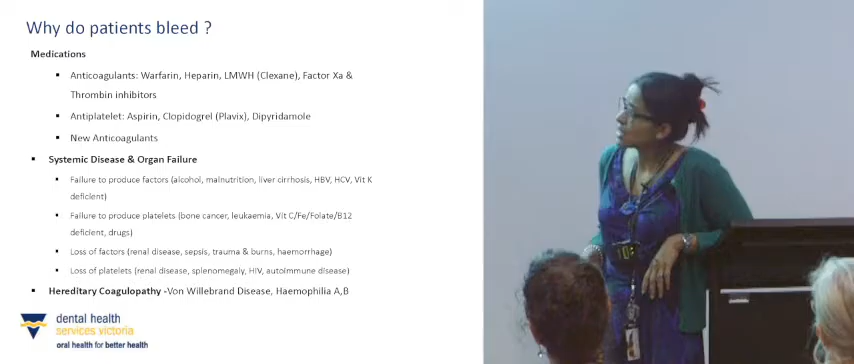 Why do patients bleed ?
Medications
Anticoagulants: Warfarin, Heparin, LMWH (Clexane), Factor Xa &
Thrombin inhibitors
Antiplatelet: Aspirin, Clopidogrel (Plavix), Dipyridamole
New Anticoagulants
Systemic Disease & Organ Failure
Failure to produce factors (alcohol, malnutrition, liver cirrhosis, HBV, HCV, Vit K
deficient)
Failure to produce platelets (bone cancer, leukaemia, Vit C/Fe/Folate/B12
deficient, drugs)
Loss of factors (renal disease, sepsis, trauma & burns, haemorrhage)
Loss of platelets (renal disease, splenomegaly, HIV, autoimmune disease)
Hereditary Coagulopathy -Von Willebrand Disease, Haemophilia A,B
dental health
services victoria
oral health for better health